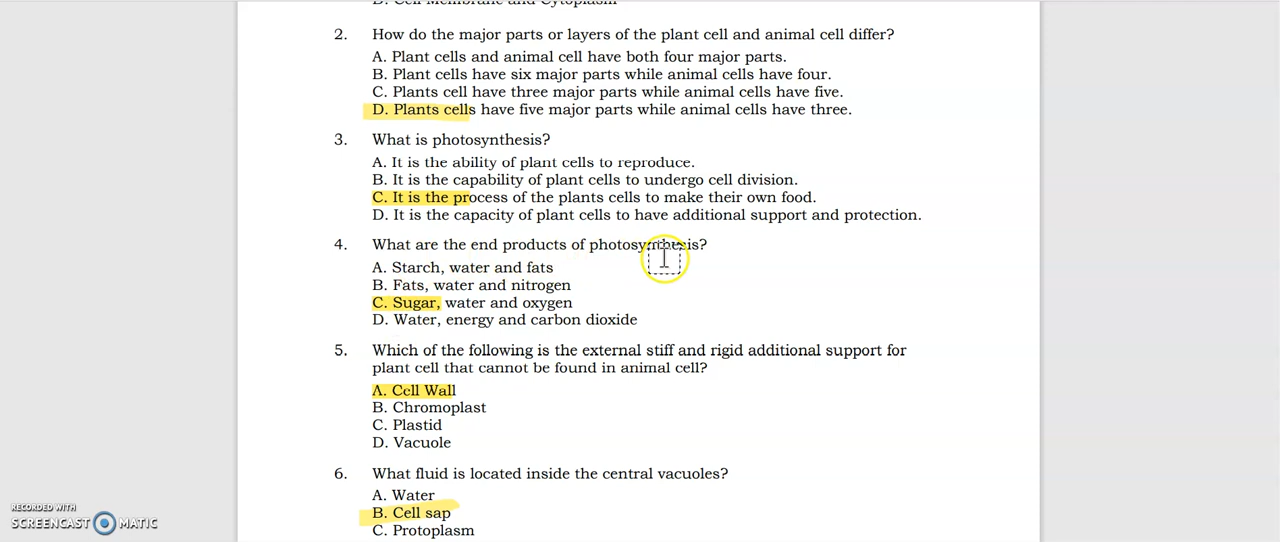 D. Cell Membrane and Cytoplasm
2. How do the major parts or layers of the plant cell and animal cell differ?
A. Plant cells and animal cell have both four major parts.
B. Plant cells have six major parts while animal cells have four.
C. Plants cell have three major parts while animal cells have five.
D. Plants cells have five major parts while animal cells have three.
3. What is photosynthesis?
A. It is the ability of plant cells to reproduce.
B. It is the capability of plant cells to undergo cell division.
C. It is the process of the plants cells to make their own food.
D. It is the capacity of plant cells to have additional support and protection.
4. What are the end products of photosynthesis?
A. Starch, water and fats
B. Fats, water and nitrogen
C. Sugar, water and oxygen
D. Water, energy and carbon dioxide
5. Which of the following is the external stiff and rigid additional support for
plant cell that cannot be found in animal cell?
A. Cell Wall
B. Chromoplast
C. Plastid
D. Vacuole
6. What fluid is located inside the central vacuoles?
A. Water
B. Cell sap
C. Protoplasm
RECORDED WITH
SCREENCAST MATIC